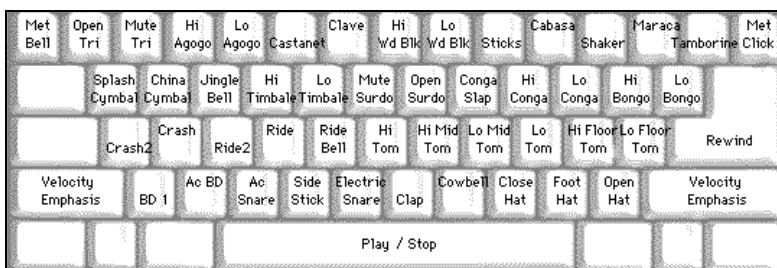 Met Bell Open Tri Mute Tri Hi Agogo Lo Agogo Castanet Clave Hi Wd Blk Lo Wd Blk Sticks Cabasa Shaker Maraca Tamborine Met Click
Splash Cymbal China Cymbal Jingle Bell Hi Timbale Lo Timbale Mute Surdo Open Surdo Conga Slap Hi Conga Lo Conga Hi Bongo Lo Bongo
Crash2 Crash Ride2 Ride Ride Bell Hi Tom Hi Mid Tom Lo Mid Tom Lo Tom Hi Floor Tom Lo Floor Tom Rewind
Velocity Emphasis BD 1 Ac BD Ac Snare Side Stick Electric Snare Clap Cowbell Close Hat Foot Hat Open Hat Velocity Emphasis
Play / Stop